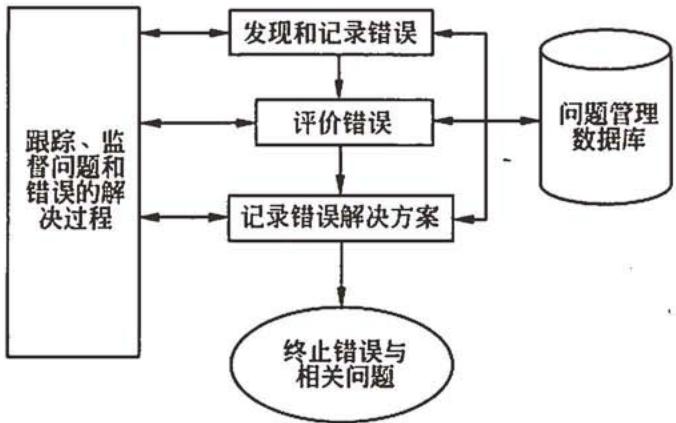 发现和记录错误
评价错误
记录错误解决方案
跟踪、监
督问题和
错误的解
决过程
问题管理
数据库
终止错误与
相关问题